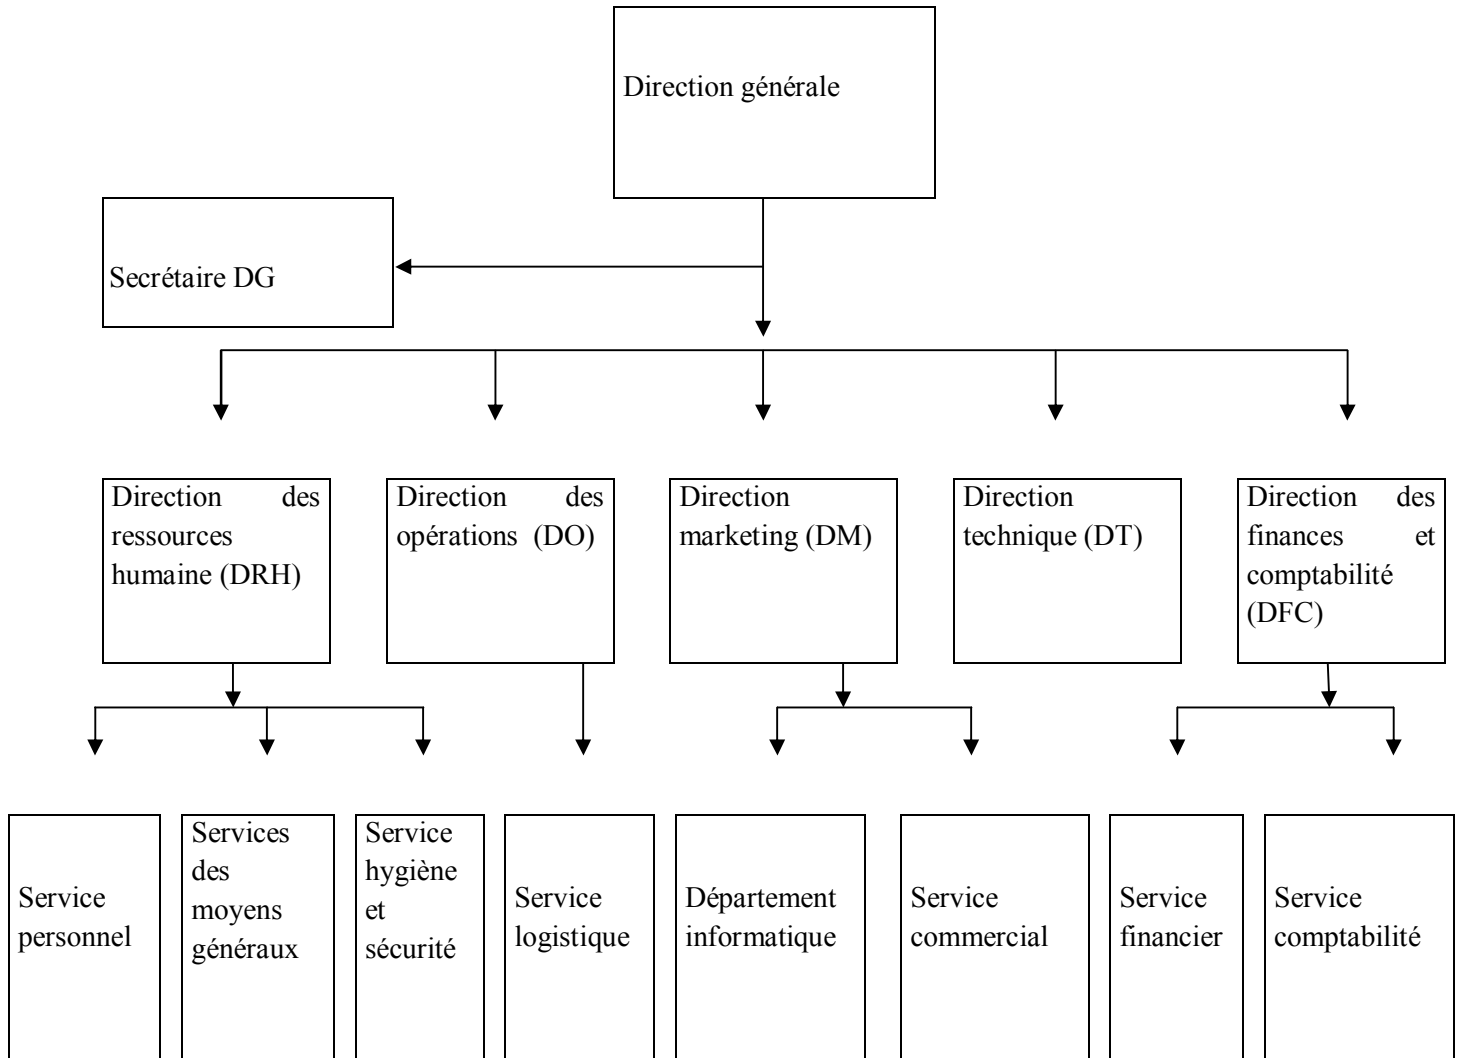 Direction générale
Secrétaire DG
Direction des
ressources
humaine (DRH)
Direction des
opérations (DO)
Direction
marketing (DM)
Direction
technique (DT)
Direction des
finances et
comptabilité
(DFC)
Service
personnel
Services
des
moyens
généraux
Service
hygiène
et
sécurité
Service
logistique
Département
informatique
Service
commercial
Service
financier
Service
comptabilité